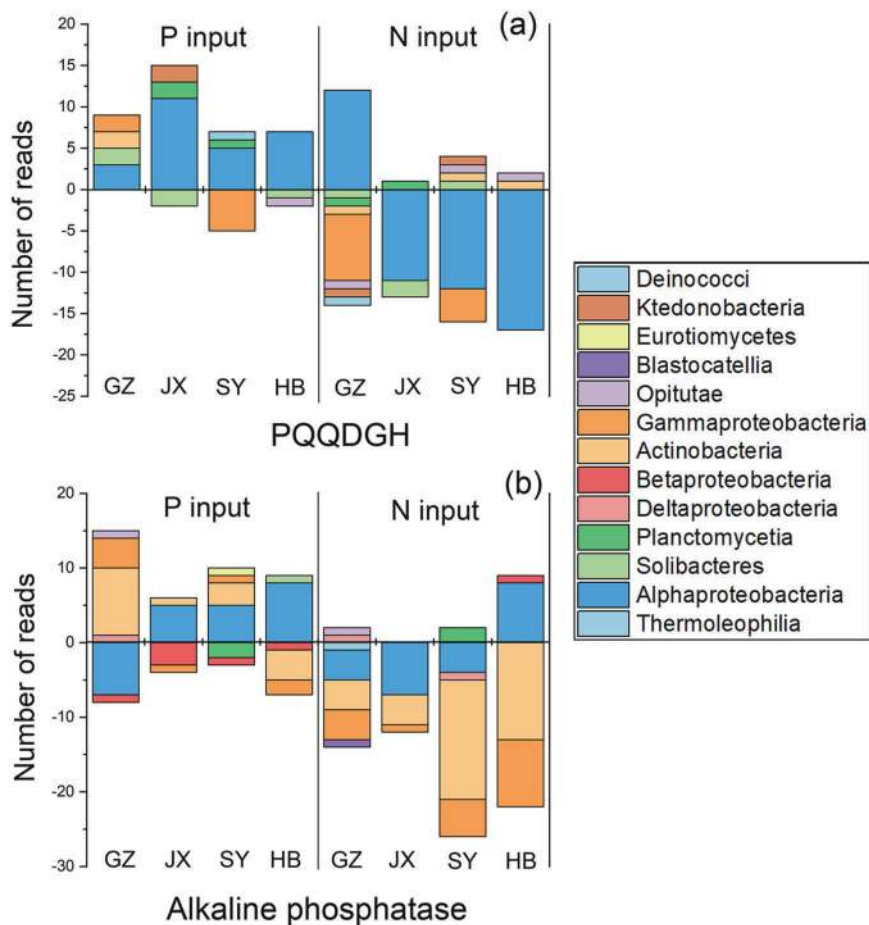 (a)
P input
N input
20
15
10
5
0
-5
-10
-15
-20
-25
Number of reads
GZ JX SY HB GZ JX SY HB
PQQDGH
(b)
P input
N input
20
10
0
-10
-20
-30
Number of reads
GZ JX SY HB GZ JX SY HB
Alkaline phosphatase
Deinococci
Ktedonobacteria
Eurotiomycetes
Blastocatellia
Opitutae
Gammaproteobacteria
Actinobacteria
Betaproteobacteria
Deltaproteobacteria
Planctomycetia
Solibacteres
Alphaproteobacteria
Thermoleophilia